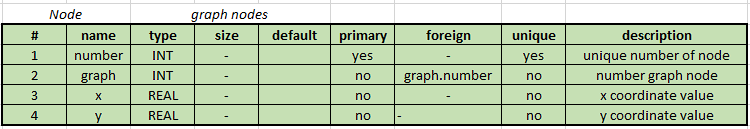 Node graph nodes
# name type size default primary foreign unique description
1 number INT - yes - yes unique number of node
2 graph INT - no graph.number no number graph node
3 x REAL - no - no x coordinate value
4 y REAL - no - no y coordinate value